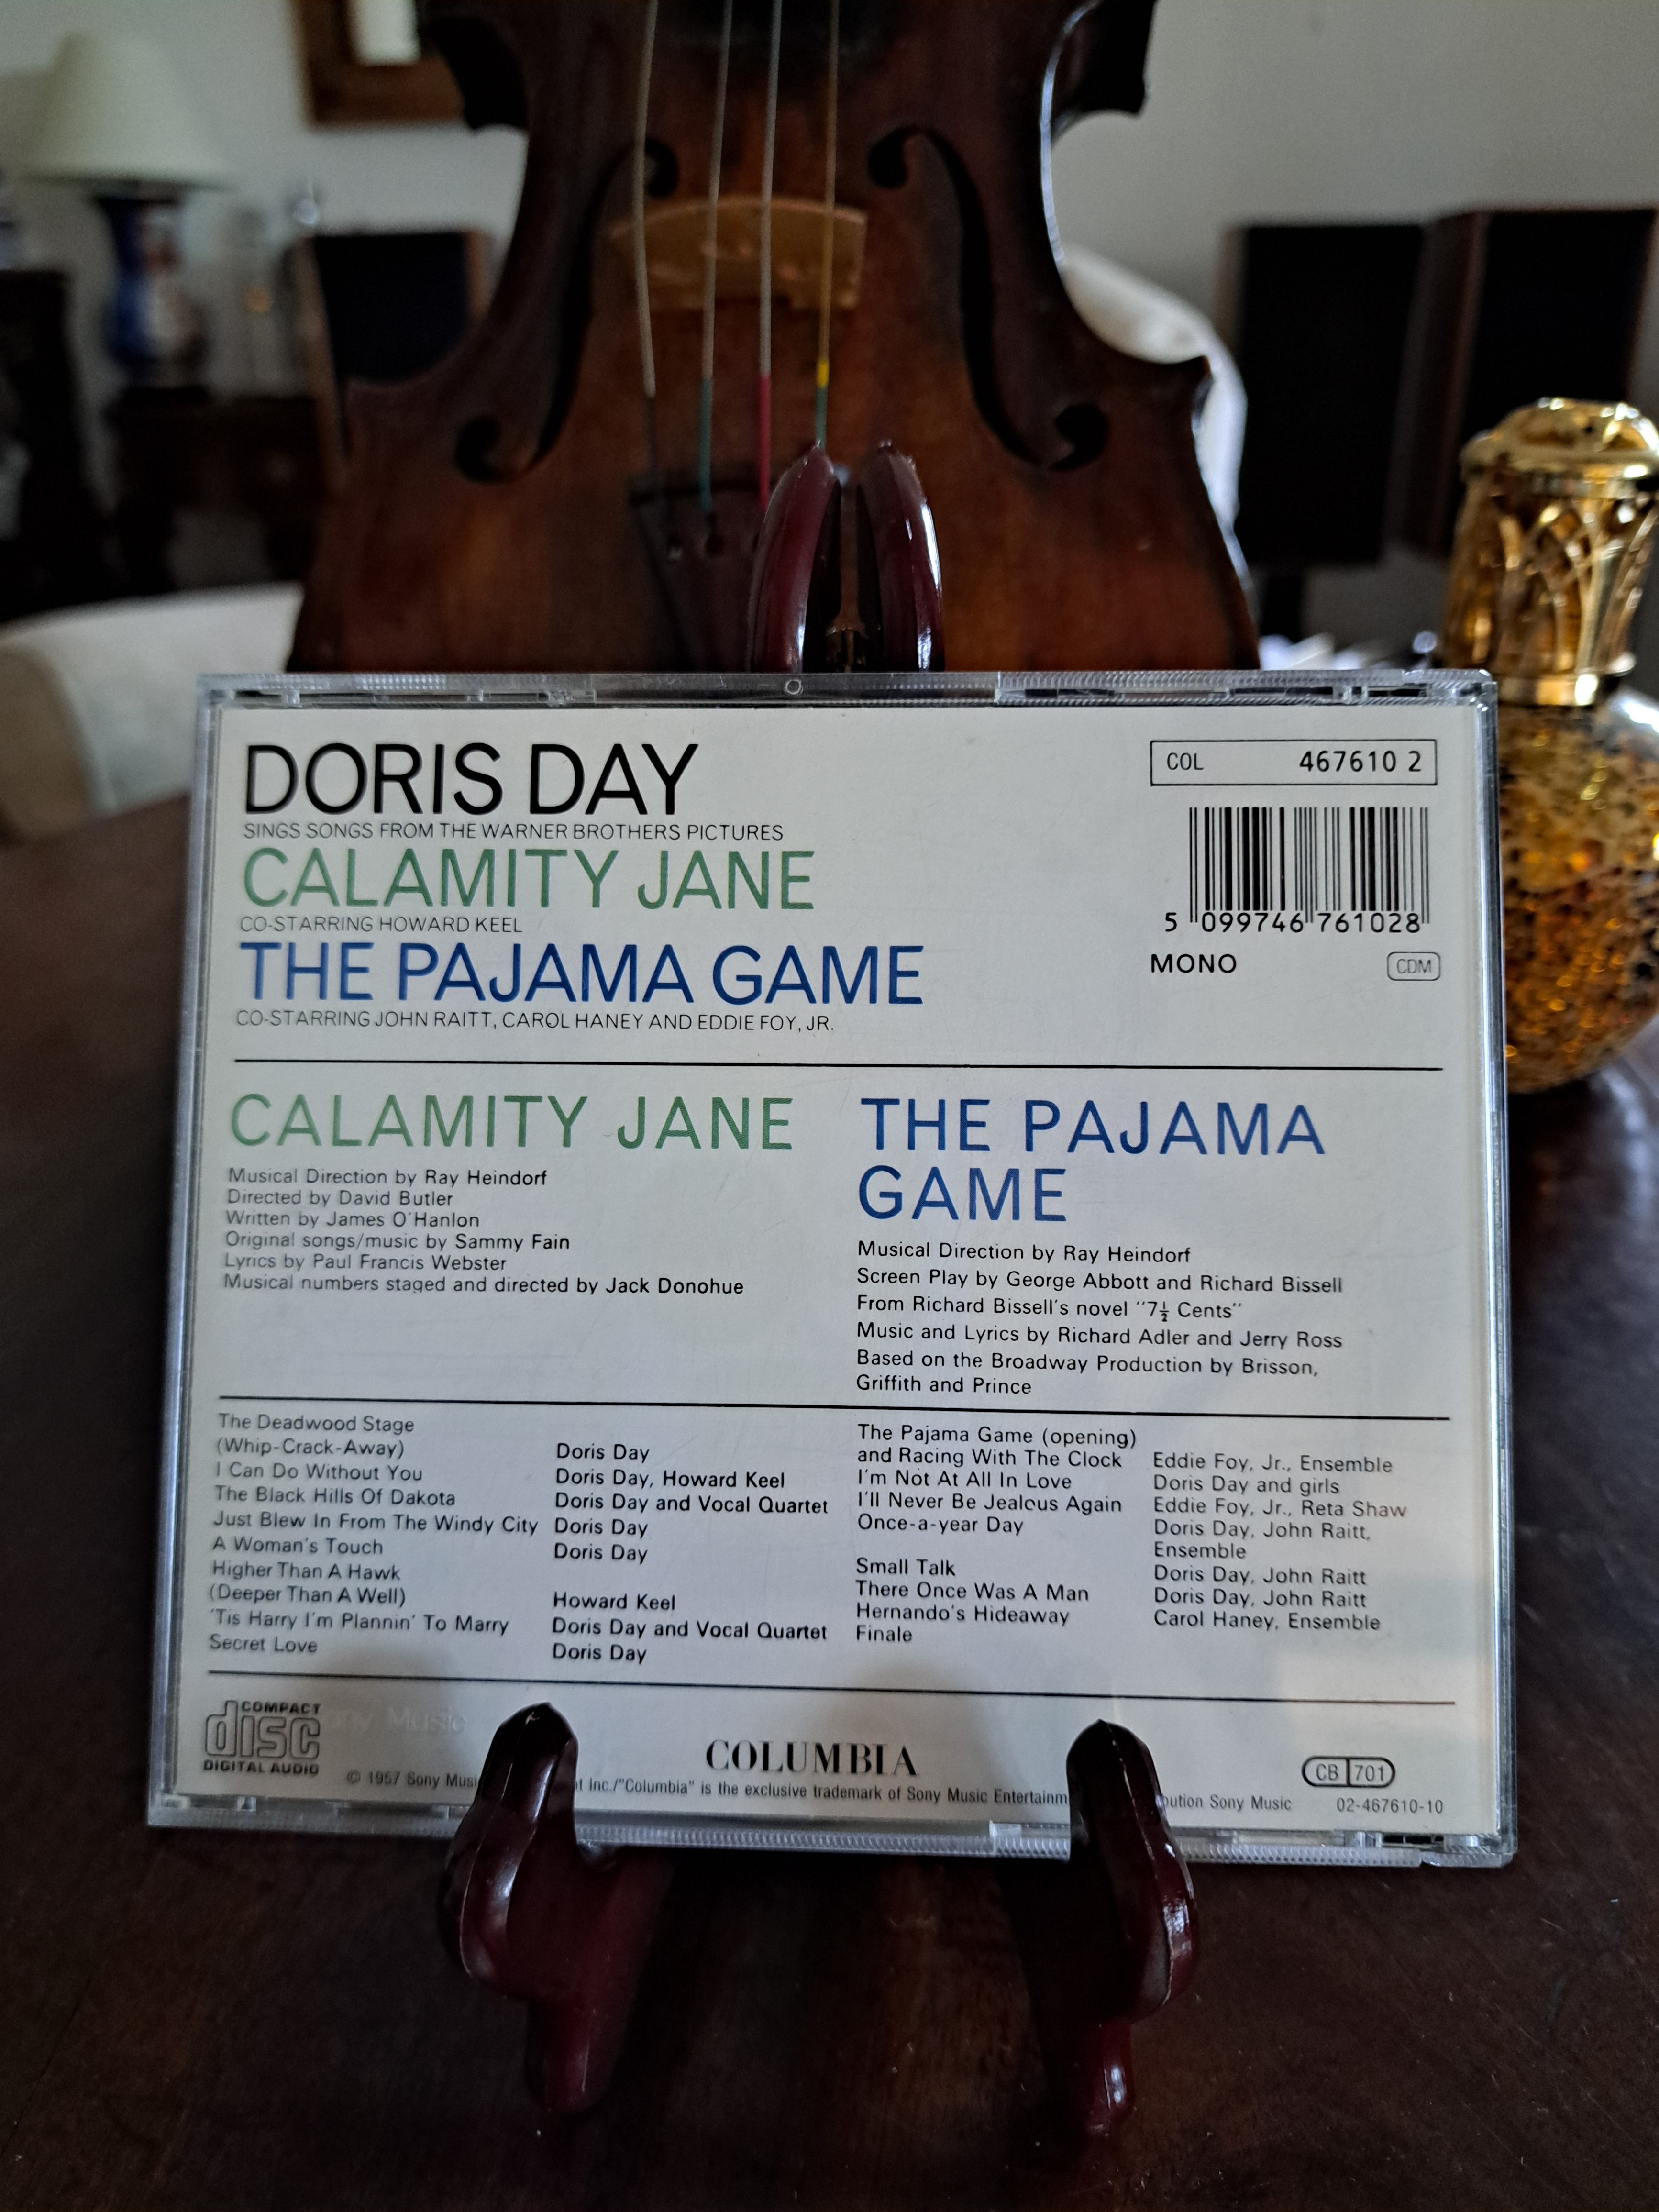 DORIS DAY
SINGS SONGS FROM THE WARNER BROTHERS PICTURES
CALAMITY JANE
CO-STARRING HOWARD KEEL
THE PAJAMA GAME
CO-STARRING JOHN RAITT, CAROL HANEY AND EDDIE FOY, JR.
COL 467610 2
5 099746 761028
MONO CDM
CALAMITY JANE
Musical Direction by Ray Heindorf
Directed by David Butler
Written by James O'Hanlon
Original songs/music by Sammy Fain
Lyrics by Paul Francis Webster
Musical numbers staged and directed by Jack Donohue
THE PAJAMA
GAME
Musical Direction by Ray Heindorf
Screen Play by George Abbott and Richard Bissell
From Richard Bissell's novel "7½ Cents"
Music and Lyrics by Richard Adler and Jerry Ross
Based on the Broadway Production by Brisson,
Griffith and Prince
The Deadwood Stage
(Whip-Crack-Away) Doris Day
I Can Do Without You Doris Day, Howard Keel
The Black Hills Of Dakota Doris Day and Vocal Quartet
Just Blew In From The Windy City Doris Day
A Woman's Touch Doris Day
Higher Than A Hawk
(Deeper Than A Well) Howard Keel
'Tis Harry I'm Plannin' To Marry Doris Day and Vocal Quartet
Secret Love Doris Day
The Pajama Game (opening)
and Racing With The Clock Eddie Foy, Jr., Ensemble
I'm Not At All In Love Doris Day and girls
I'll Never Be Jealous Again Eddie Foy, Jr., Reta Shaw
Once-a-year Day Doris Day, John Raitt,
Ensemble
Small Talk Doris Day, John Raitt
There Once Was A Man Doris Day, John Raitt
Hernando's Hideaway Carol Haney, Ensemble
Finale
COMPACT
disc
DIGITAL AUDIO
COLUMBIA
CB 701
© 1957 Sony Inc./"Columbia" is the exclusive trademark of Sony Music Sony Music 02-467610-10